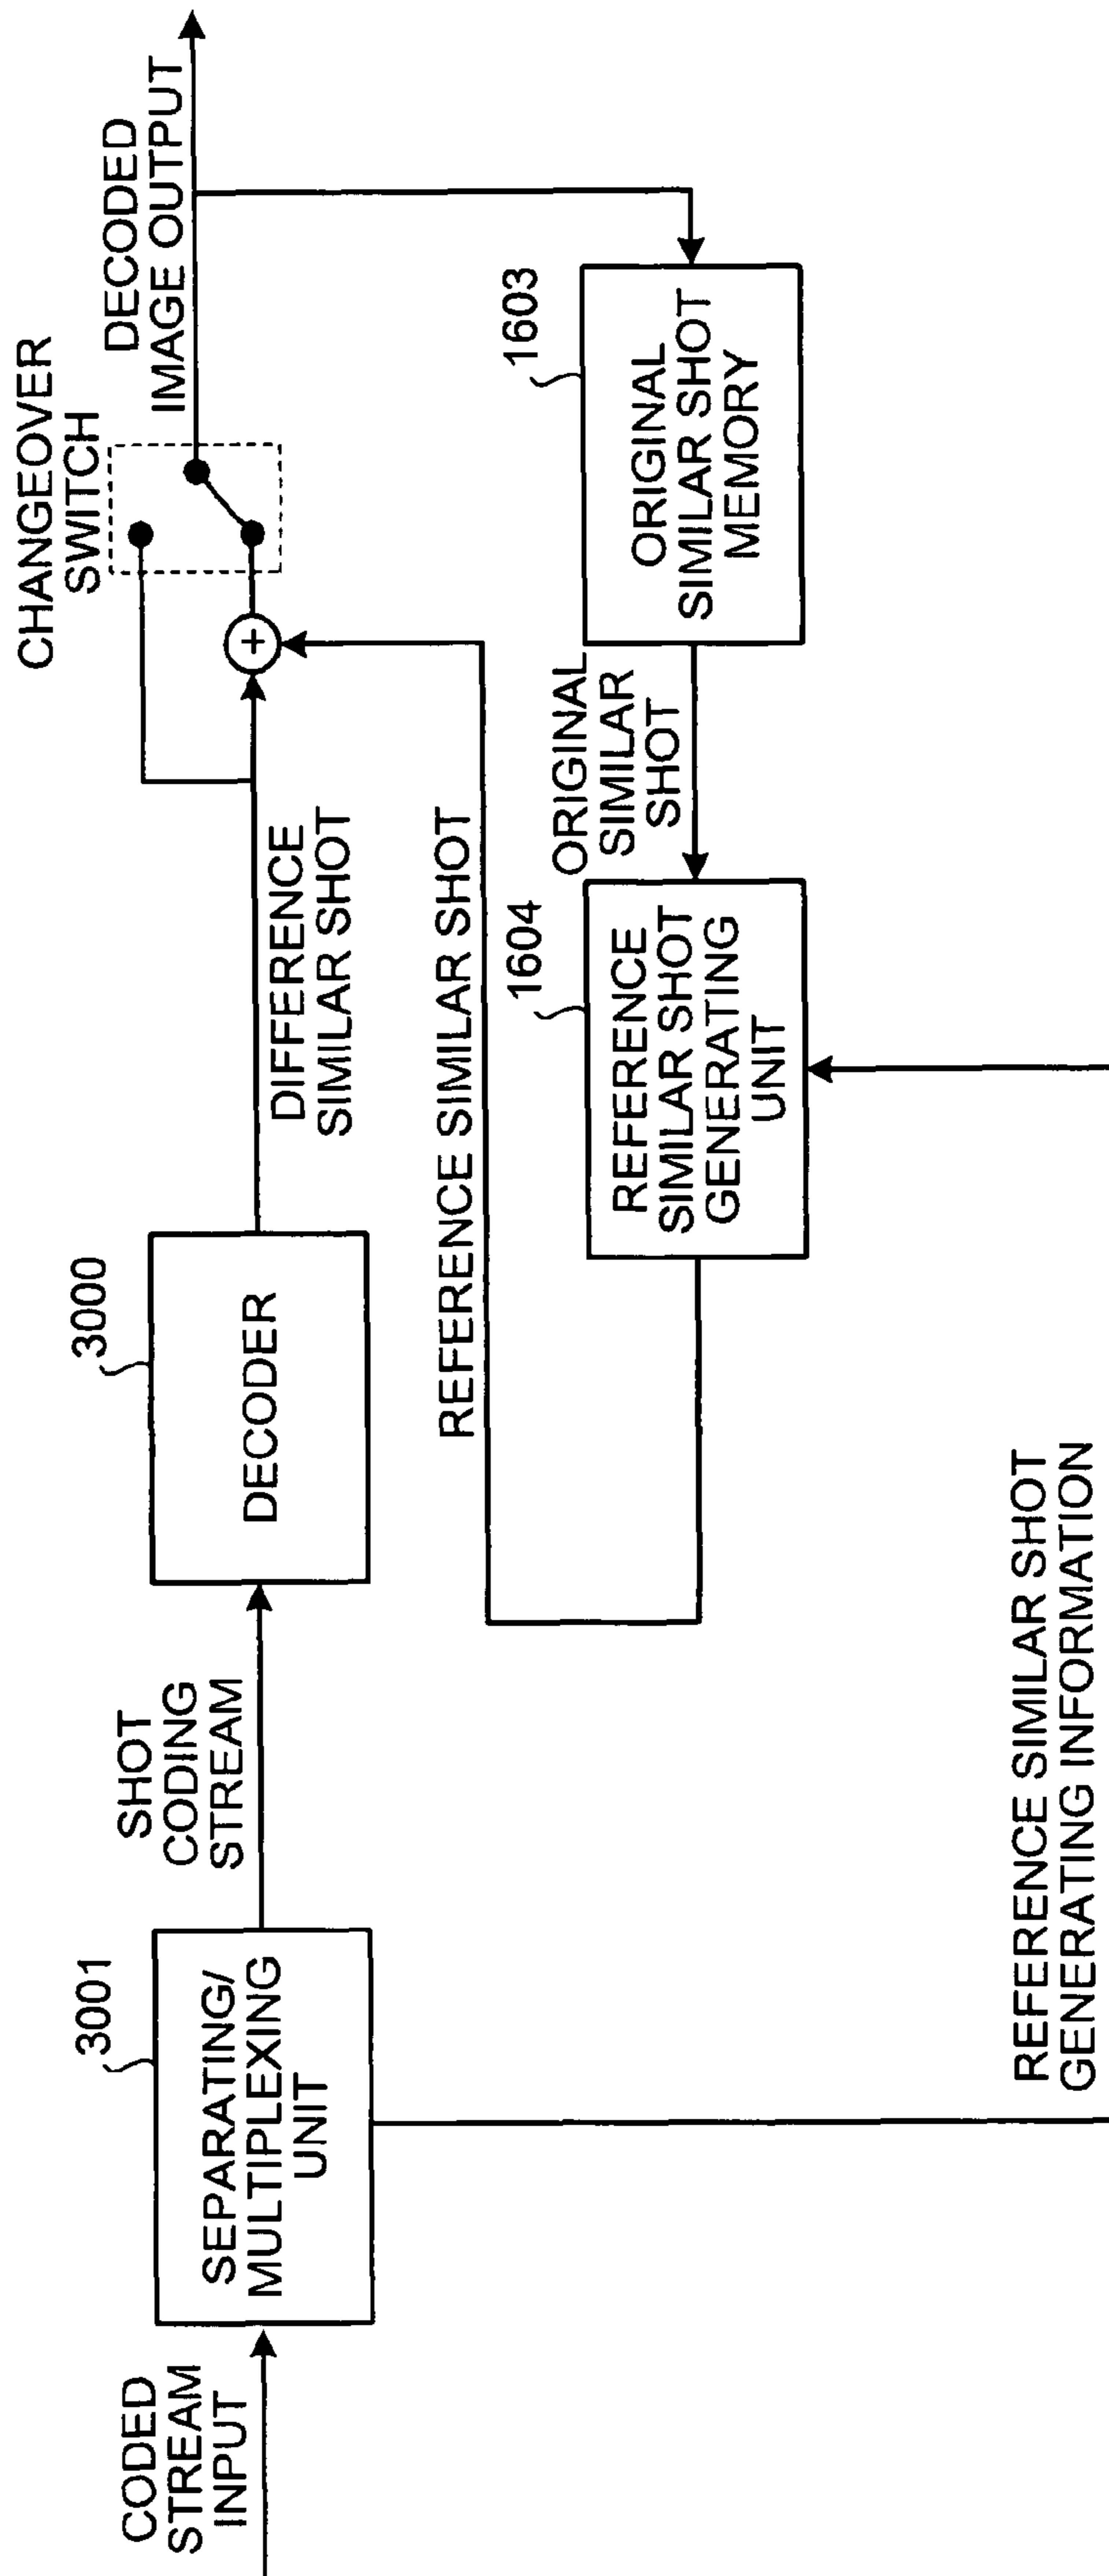 CODED
STREAM
INPUT
3001
SEPARATING/
MULTIPLEXING
UNIT
SHOT
CODING
STREAM
3000
DECODER
DIFFERENCE
SIMILAR SHOT
CHANGEOVER
SWITCH
+
DECODED
IMAGE OUTPUT
REFERENCE SIMILAR SHOT
1604
REFERENCE
SIMILAR SHOT
GENERATING
UNIT
ORIGINAL
SIMILAR
SHOT
1603
ORIGINAL
SIMILAR SHOT
MEMORY
REFERENCE SIMILAR SHOT
GENERATING INFORMATION